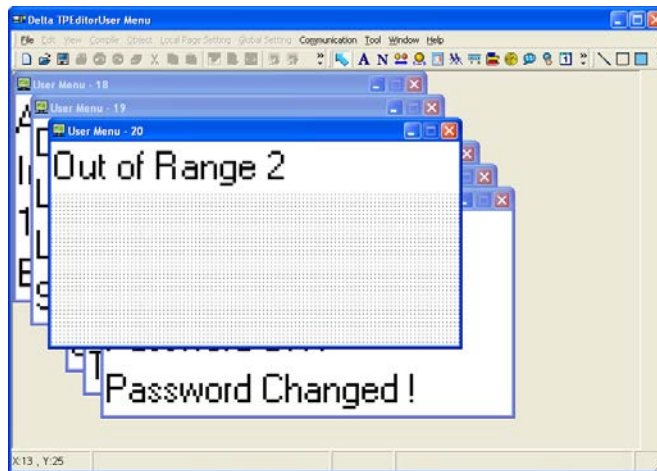 Delta TPEditorUser Menu
File Edit View Compile Object Local Page Setting Global Setting Communication Tool Window Help
A N
User Menu - 18
User Menu - 19
User Menu - 20
Out of Range 2
Password Changed !
X:13 , Y:25